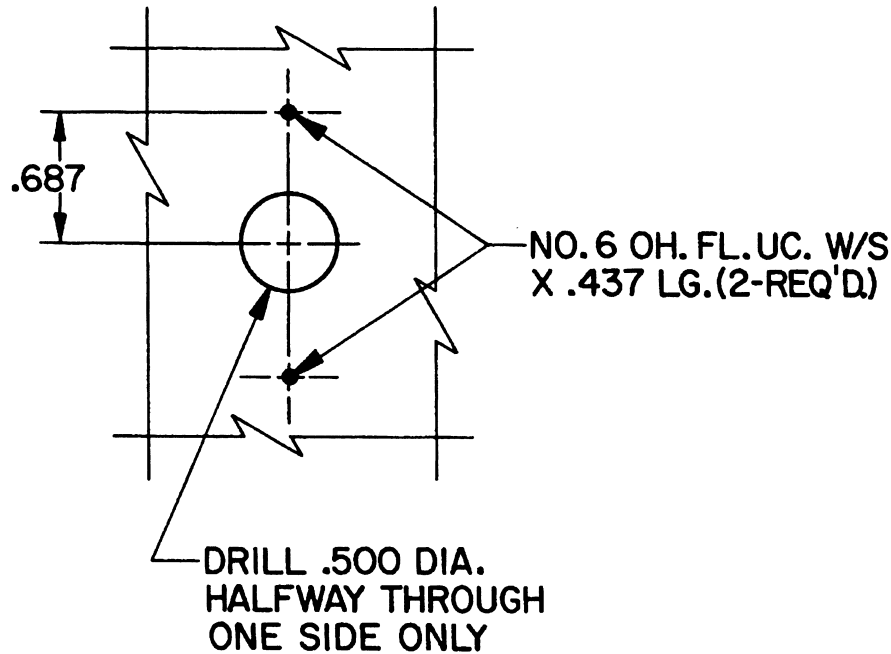 .687
NO. 6 OH. FL. UC. W/S
X .437 LG. (2-REQ'D.)
DRILL .500 DIA.
HALFWAY THROUGH
ONE SIDE ONLY